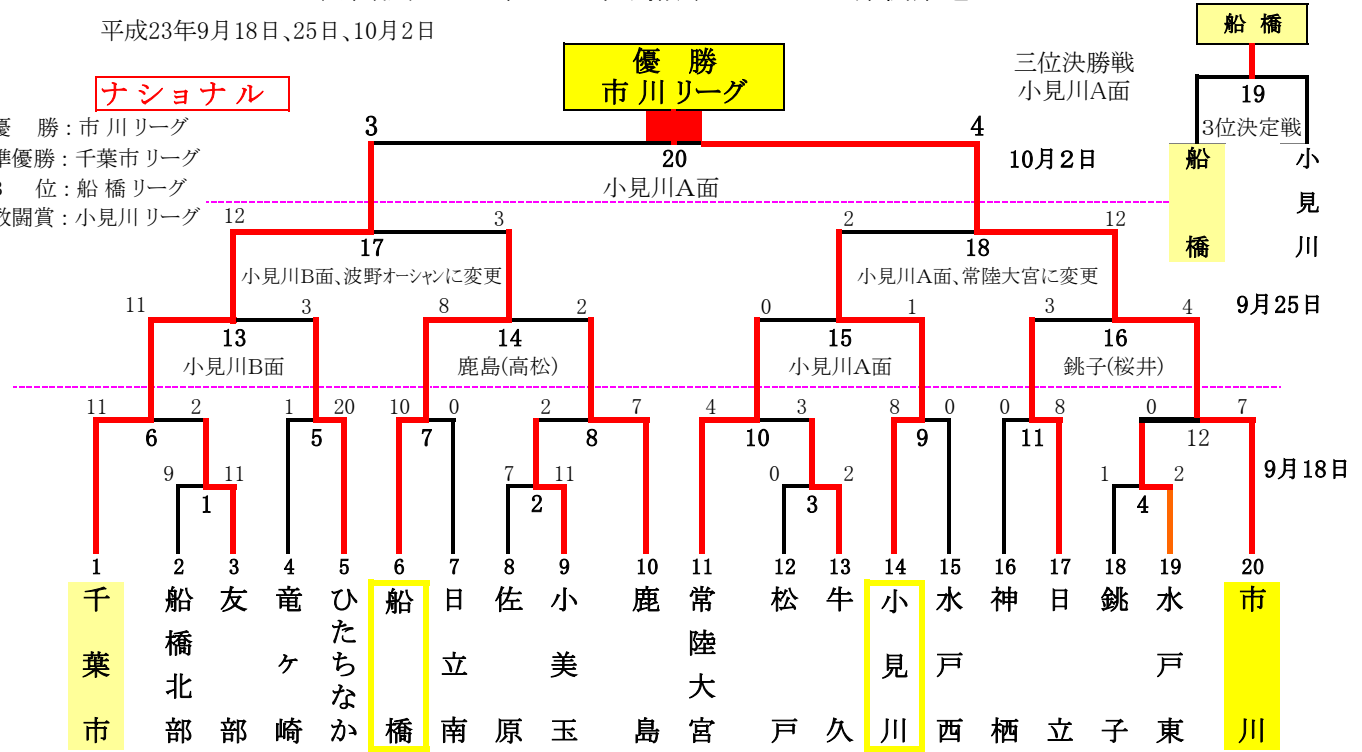 平成23年9月18日、25日、10月2日
船 橋
優 勝
市 川 リーグ
三位決勝戦
小見川A面
ナショナル
19
3位決定戦
優 勝 : 市 川 リーグ
準優勝 : 千葉市 リーグ
3 位 : 船 橋 リーグ
敢闘賞 : 小見川 リーグ
3 4
20
小見川A面
10月2日
船橋 小見川
12 3 2 12
17 18
小見川B面、波野オーシャンに変更 小見川A面、常陸大宮に変更
9月25日
11 3 8 2 0 1 3 4
13 14 15 16
小見川B面 鹿島(高松) 小見川A面 銚子(桜井)
11 2 1 20 10 0 2 7 4 3 8 0 0 8 0 7
6 5 7 8 10 9 11 12
9月18日
9 11 7 11 0 2 1 2
1 2 3 4
1 2 3 4 5 6 7 8 9 10 11 12 13 14 15 16 17 18 19 20
千葉市
船橋北部
友部
竜ヶ崎
ひたちなか
船橋
日立南
佐原
小美玉
鹿島
常陸大宮
松戸
牛久
小見川
水戸西
神栖
日立
銚子
水戸東
市川